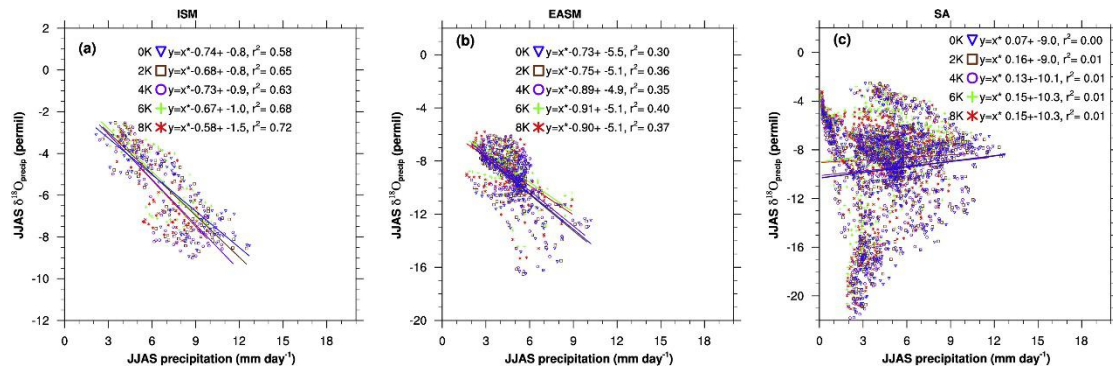 ISM
(a)
0K y=x*-0.74+ -0.8, r²= 0.58
2K y=x*-0.68+ -0.8, r²= 0.65
4K y=x*-0.73+ -0.9, r²= 0.63
6K y=x*-0.67+ -1.0, r²= 0.68
8K y=x*-0.58+ -1.5, r²= 0.72
JJAS δ¹⁸Oprecip (permil)
2
0
-2
-4
-6
-8
-10
-12
0 3 6 9 12 15 18
JJAS precipitation (mm day⁻¹)
EASM
(b)
0K y=x*-0.73+ -5.5, r²= 0.30
2K y=x*-0.75+ -5.1, r²= 0.36
4K y=x*-0.89+ -4.9, r²= 0.35
6K y=x*-0.91+ -5.1, r²= 0.40
8K y=x*-0.90+ -5.1, r²= 0.37
JJAS δ¹⁸Oprecip (permil)
0
-4
-8
-12
-16
-20
0 3 6 9 12 15 18
JJAS precipitation (mm day⁻¹)
SA
(c)
0K y=x* 0.07+ -9.0, r²= 0.00
2K y=x* 0.16+ -9.0, r²= 0.01
4K y=x* 0.13+-10.1, r²= 0.01
6K y=x* 0.15+-10.3, r²= 0.01
8K y=x* 0.15+-10.3, r²= 0.01
JJAS δ¹⁸Oprecip (permil)
0
-4
-8
-12
-16
-20
0 3 6 9 12 15 18
JJAS precipitation (mm day⁻¹)